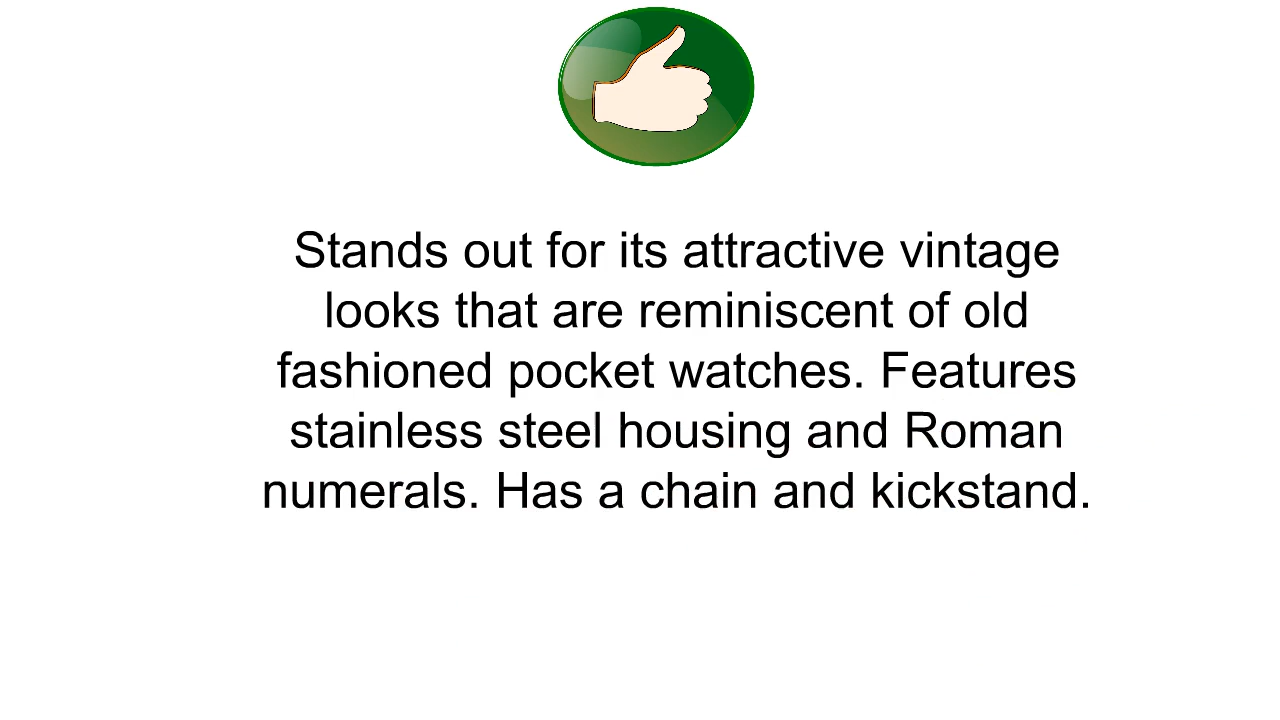 Stands out for its attractive vintage
looks that are reminiscent of old
fashioned pocket watches. Features
stainless steel housing and Roman
numerals. Has a chain and kickstand.